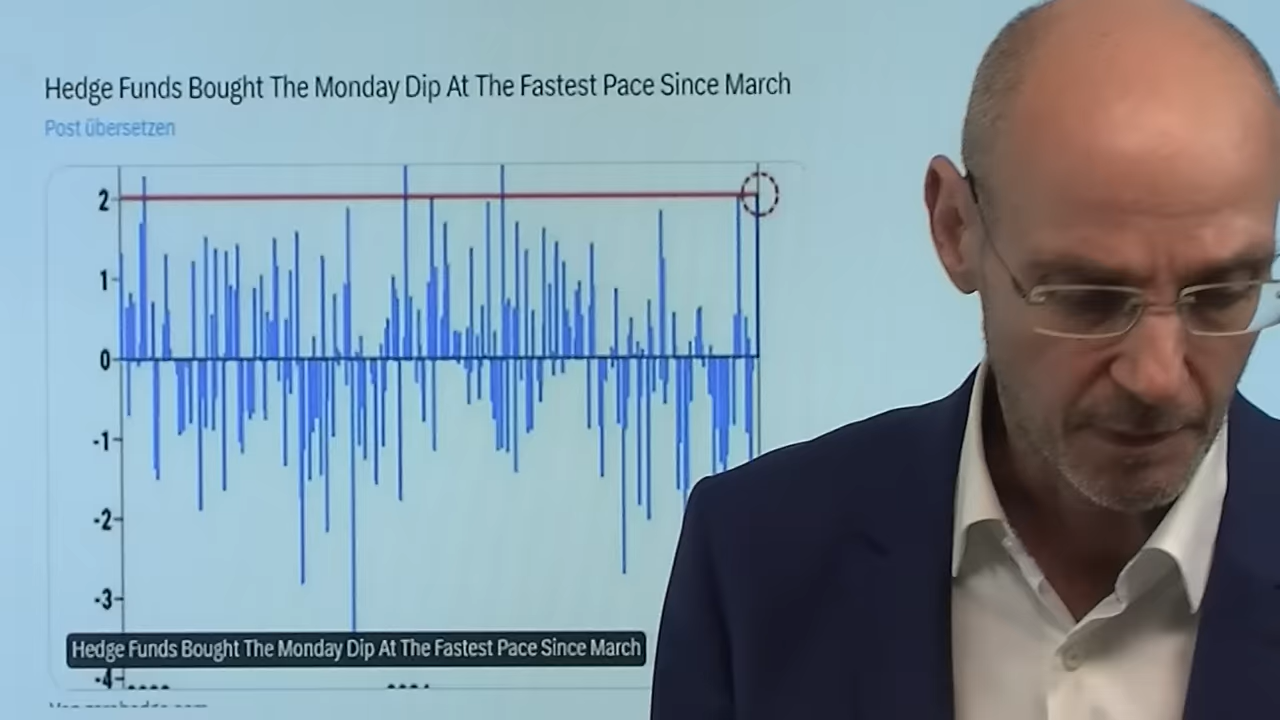 Hedge Funds Bought The Monday Dip At The Fastest Pace Since March
Post übersetzen
2
1
0
-1
-2
-3
Hedge Funds Bought The Monday Dip At The Fastest Pace Since March
-4